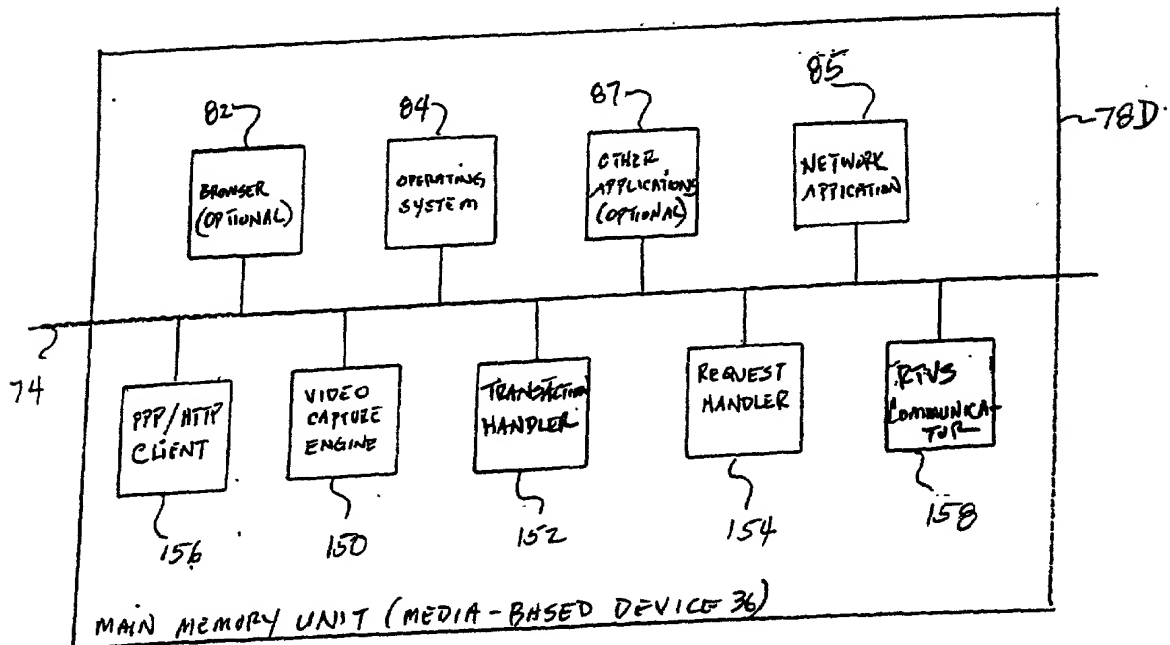 82
84
87
85
78D
BROWSER
(OPTIONAL)
OPERATING
SYSTEM
OTHER
APPLICATIONS
(OPTIONAL)
NETWORK
APPLICATION
74
PPP/HTTP
CLIENT
VIDEO
CAPTURE
ENGINE
TRANSACTION
HANDLER
REQUEST
HANDLER
RTVS
COMMUNICA-
TOR
156
150
152
154
158
MAIN MEMORY UNIT (MEDIA-BASED DEVICE 36)